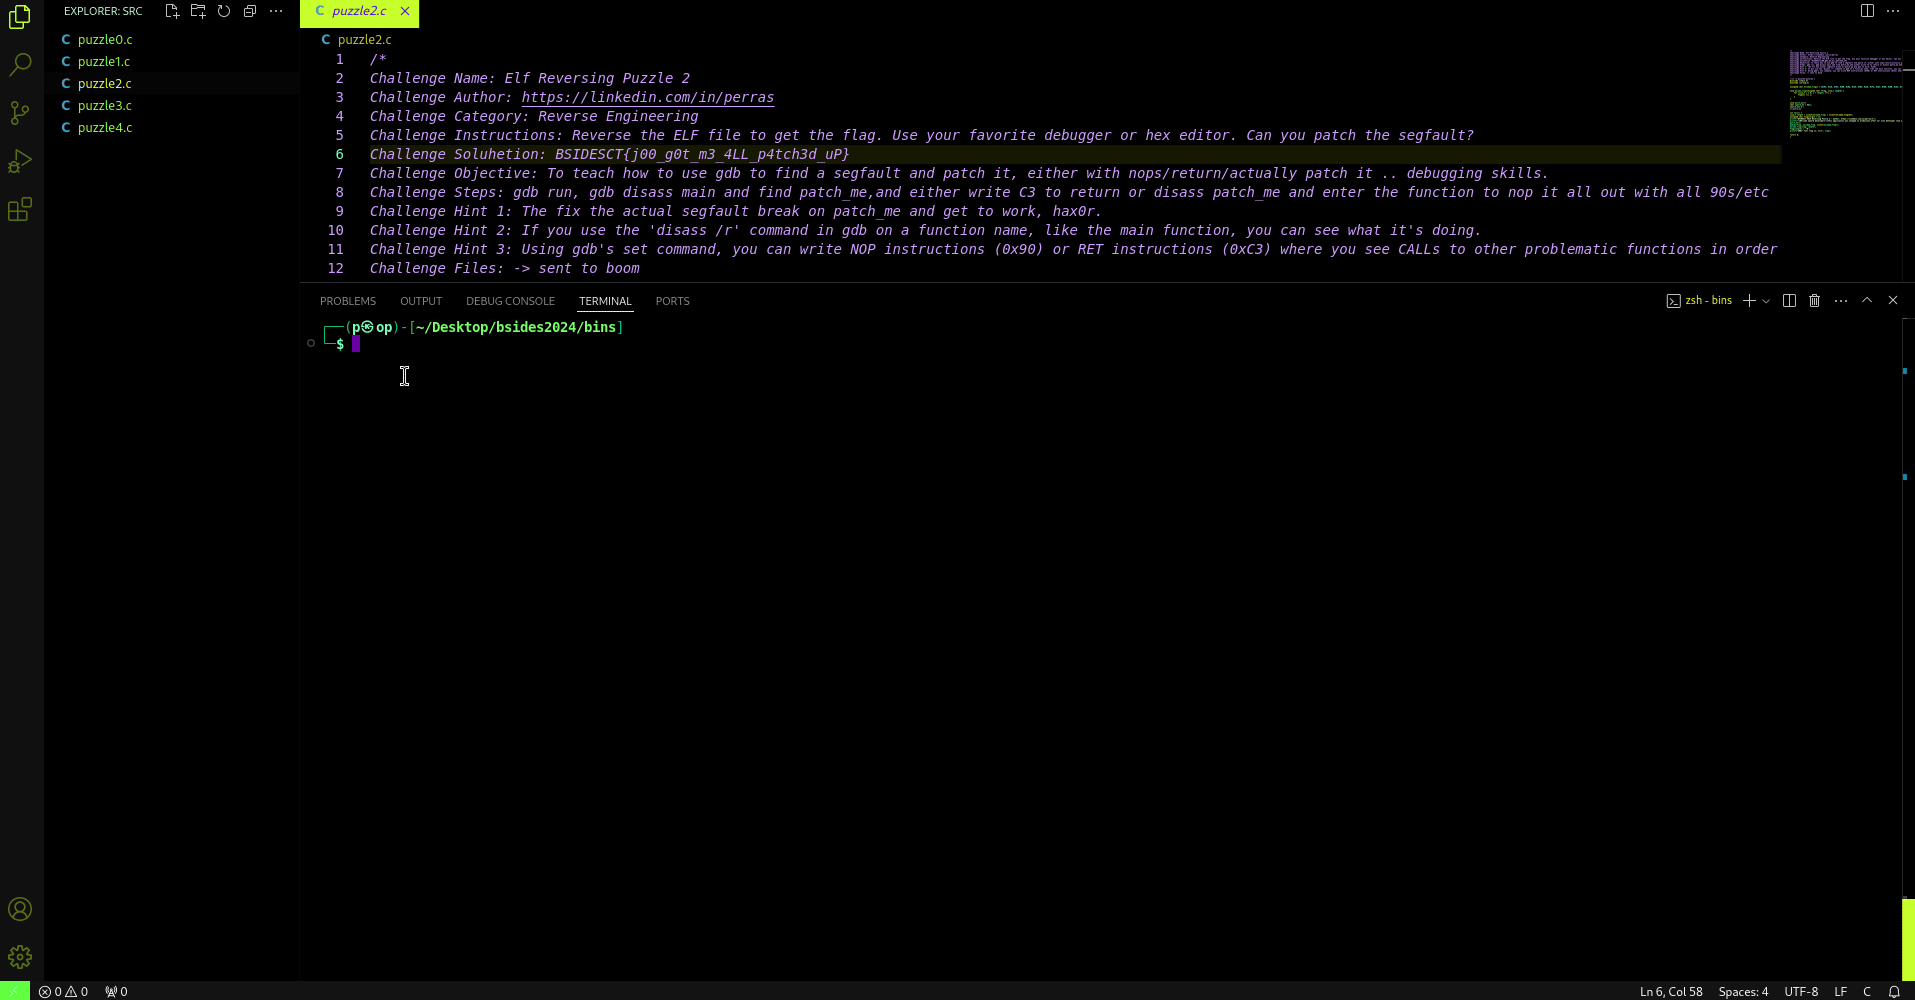 EXPLORER: SRC
puzzle0.c
puzzle1.c
puzzle2.c
puzzle3.c
puzzle4.c
C puzzle2.c
C puzzle2.c
1 /*
2 Challenge Name: Elf Reversing Puzzle 2
3 Challenge Author: https://linkedin.com/in/perras
4 Challenge Category: Reverse Engineering
5 Challenge Instructions: Reverse the ELF file to get the flag. Use your favorite debugger or hex editor. Can you patch the segfault?
6 Challenge Soluhetion: BSIDESCT{j00_g0t_m3_4LL_p4tch3d_uP}
7 Challenge Objective: To teach how to use gdb to find a segfault and patch it, either with nops/return/actually patch it .. debugging skills.
8 Challenge Steps: gdb run, gdb disass main and find patch_me,and either write C3 to return or disass patch_me and enter the function to nop it all out with all 90s/etc
9 Challenge Hint 1: The fix the actual segfault break on patch_me and get to work, hax0r.
10 Challenge Hint 2: If you use the 'disass /r' command in gdb on a function name, like the main function, you can see what it's doing.
11 Challenge Hint 3: Using gdb's set command, you can write NOP instructions (0x90) or RET instructions (0xC3) where you see CALLs to other problematic functions in order
12 Challenge Files: -> sent to boom
PROBLEMS OUTPUT DEBUG CONSOLE TERMINAL PORTS
zsh - bins
(p㉿op)-[~/Desktop/bsides2024/bins]
$
0 0 0
Ln 6, Col 58 Spaces: 4 UTF-8 LF C